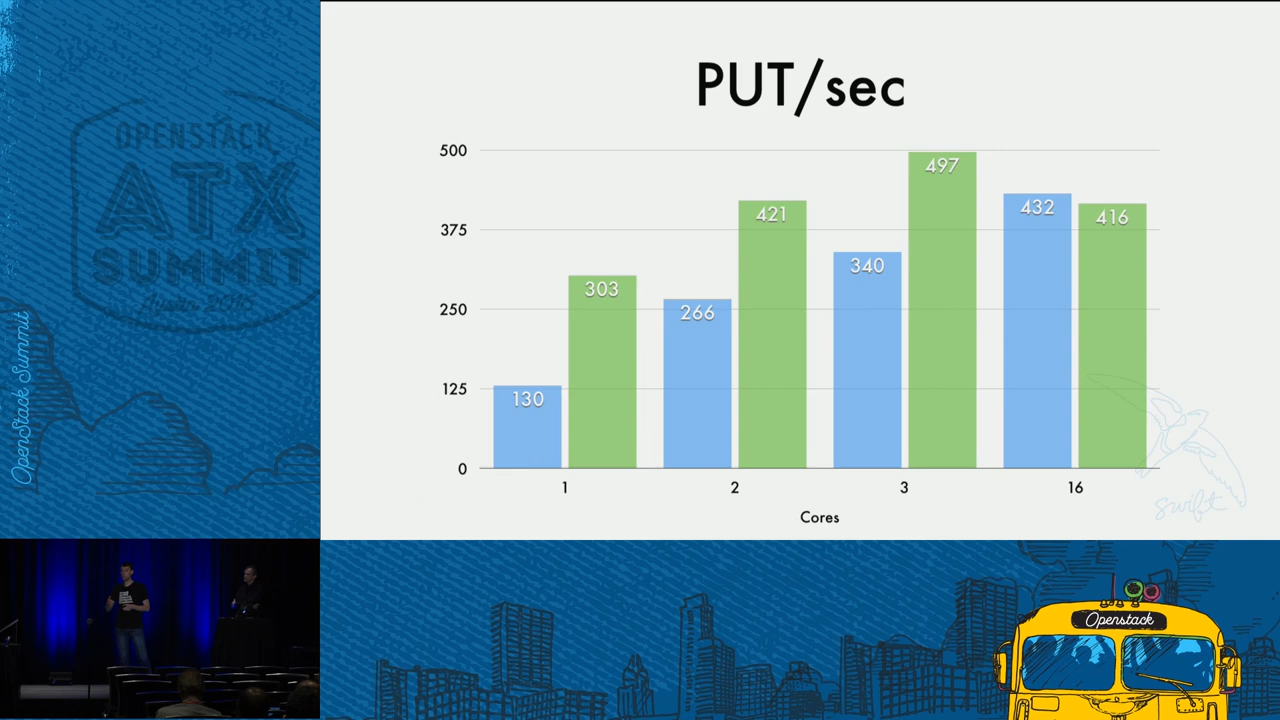 OPENSTACK
ATX
SUMMIT
Austin 2016
OpenStack Summit
PUT/sec
500
375
250
125
0
130
303
266
421
340
497
432
416
1
2
3
16
Cores
swift
Openstack